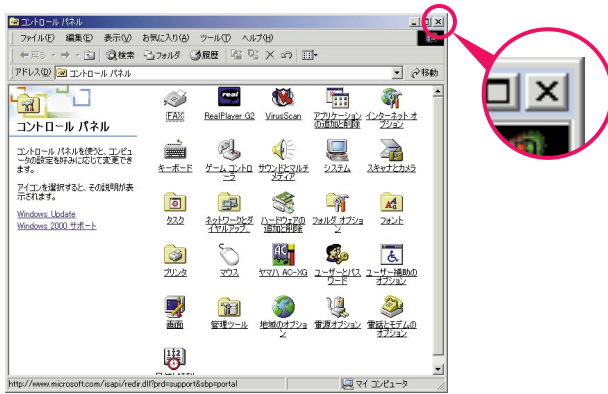 コントロール パネル
ファイル(F) 編集(E) 表示(V) お気に入り(A) ツール(T) ヘルプ(H)
戻る 検索 フォルダ 履歴
アドレス(D) コントロール パネル 移動
コントロール パネル
コントロール パネルを使うと、コンピュ
ータの設定を好みに応じて変更でき
ます。
アイコンを選択すると、その説明が表
示されます。
Windows Update
Windows 2000 サポート
real
FAX RealPlayer G2 VirusScan アプリケーション
の追加と削除
インターネット オ
プション
キーボード ゲーム コントロ
ーラ
サウンドとマルチ
メディア
システム スキャナとカメラ
タスク ネットワークとダ
イヤルアップ...
ハードウェアの
追加と削除
フォルダ オプショ
ン
フォント
プリンタ マウス ヤマハ AC-XG ユーザーとパス
ワード
ユーザー補助の
オプション
画面 管理ツール 地域のオプショ
ン
電源オプション 電話とモデムの
オプション
http://www.microsoft.com/isapi/redir.dll?prd=support&sbp=portal マイ コンピュータ